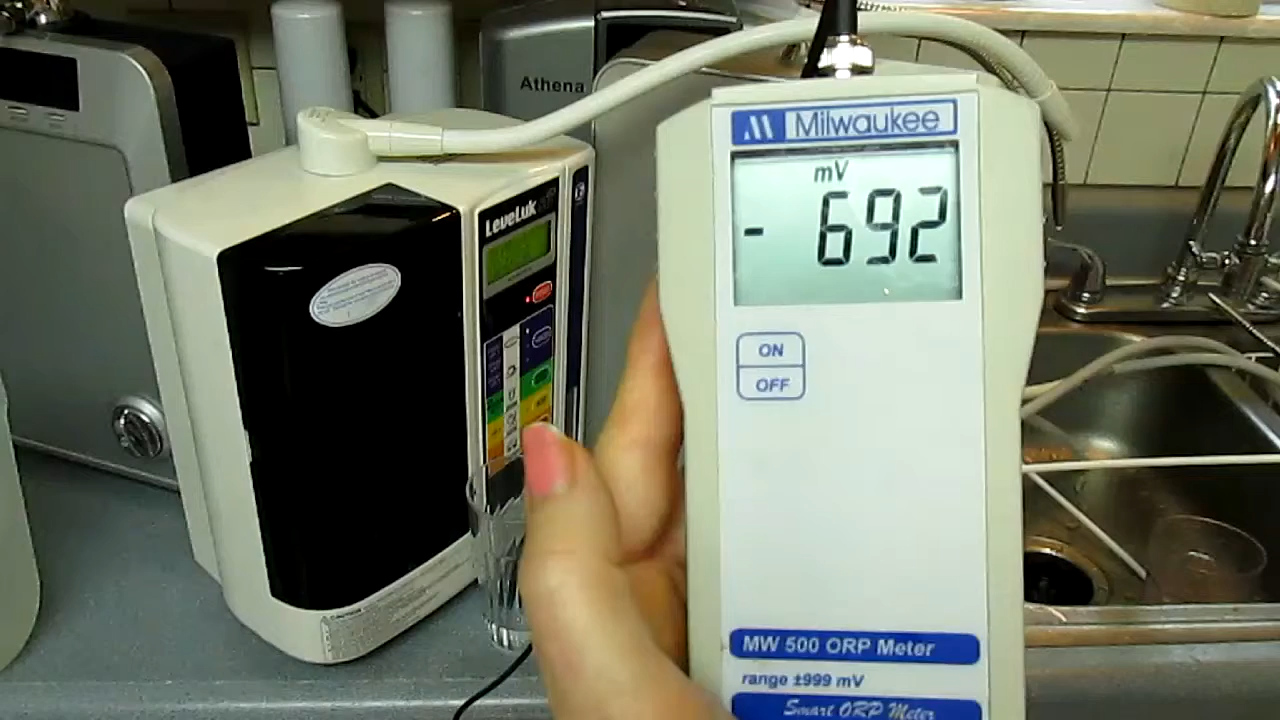 Athena
LeveLuk
Milwaukee
mV
- 692
ON
OFF
MW 500 ORP Meter
range ±999 mV
Smart ORP Meter